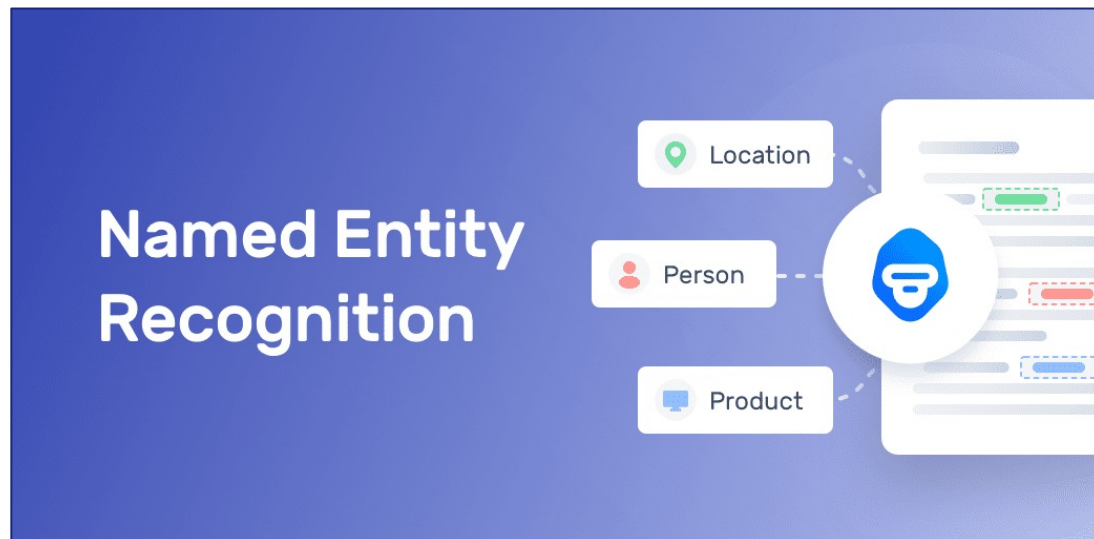 Named Entity
Recognition
Location
Person
Product